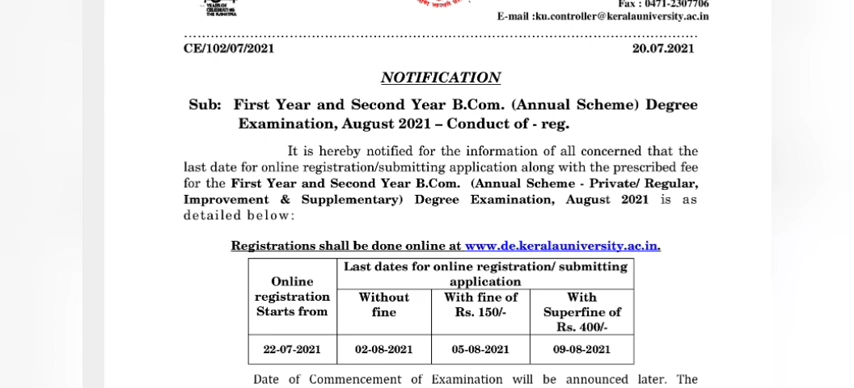 Fax : 0471-2307706
E-mail :ku.controller@keralauniversity.ac.in
CE/102/07/2021 20.07.2021
NOTIFICATION
Sub: First Year and Second Year B.Com. (Annual Scheme) Degree
Examination, August 2021 – Conduct of - reg.
It is hereby notified for the information of all concerned that the
last date for online registration/submitting application along with the prescribed fee
for the First Year and Second Year B.Com. (Annual Scheme - Private/ Regular,
Improvement & Supplementary) Degree Examination, August 2021 is as
detailed below:
Registrations shall be done online at www.de.keralauniversity.ac.in.
Online
registration
Starts from
Last dates for online registration/ submitting
application
Without
fine
With fine of
Rs. 150/-
With
Superfine of
Rs. 400/-
22-07-2021 02-08-2021 05-08-2021 09-08-2021
Date of Commencement of Examination will be announced later. The